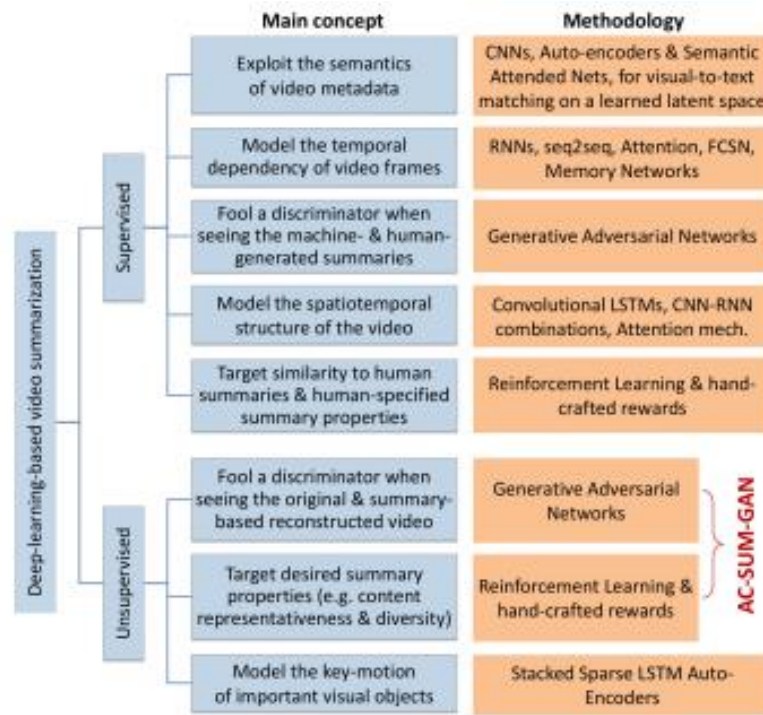 Main concept
Methodology
Exploit the semantics
of video metadata
CNNs, Auto-encoders & Semantic
Attended Nets, for visual-to-text
matching on a learned latent space
Model the temporal
dependency of video frames
RNNs, seq2seq, Attention, FCSN,
Memory Networks
Fool a discriminator when
seeing the machine- & human-
generated summaries
Generative Adversarial Networks
Model the spatiotemporal
structure of the video
Convolutional LSTMs, CNN-RNN
combinations, Attention mech.
Target similarity to human
summaries & human-specified
summary properties
Reinforcement Learning & hand-
crafted rewards
Supervised
Deep-learning-based video summarization
Unsupervised
Fool a discriminator when
seeing the original & summary-
based reconstructed video
Generative Adversarial
Networks
Target desired summary
properties (e.g. content
representativeness & diversity)
Reinforcement Learning &
hand-crafted rewards
AC-SUM-GAN
Model the key-motion
of important visual objects
Stacked Sparse LSTM Auto-
Encoders